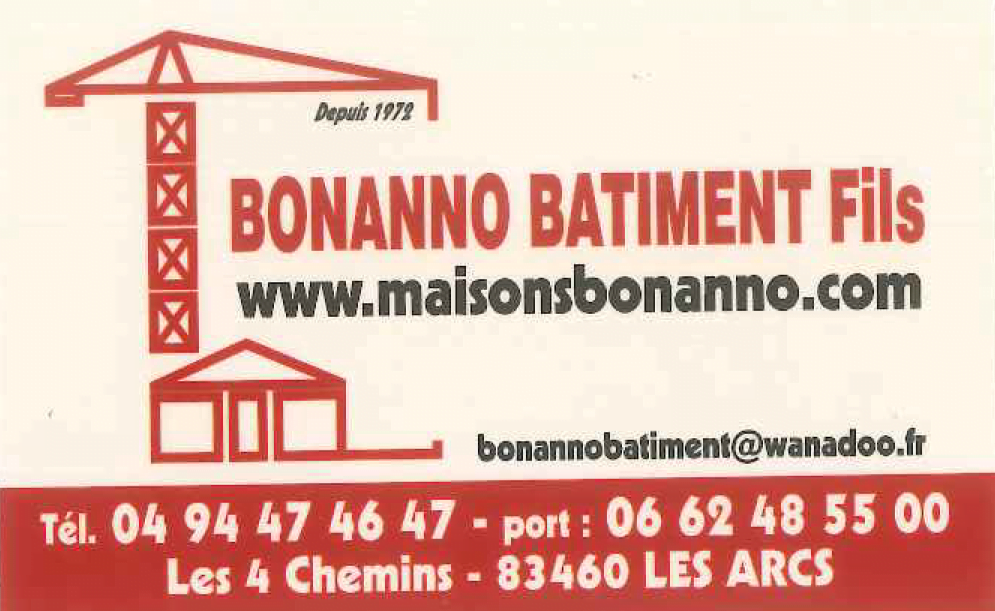 Depuis 1972
BONANNO BATIMENT Fils
www.maisonsbonanno.com
bonannobatiment@wanadoo.fr
Tél. 04 94 47 46 47 - port : 06 62 48 55 00
Les 4 Chemins - 83460 LES ARCS